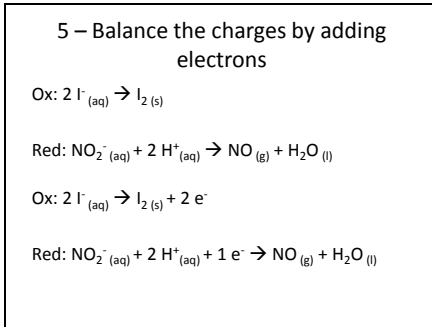 5 – Balance the charges by adding
electrons
Ox: 2 I⁻ (aq) → I₂ (s)
Red: NO₂⁻ (aq) + 2 H⁺(aq) → NO (g) + H₂O (l)
Ox: 2 I⁻ (aq) → I₂ (s) + 2 e⁻
Red: NO₂⁻ (aq) + 2 H⁺(aq) + 1 e⁻ → NO (g) + H₂O (l)